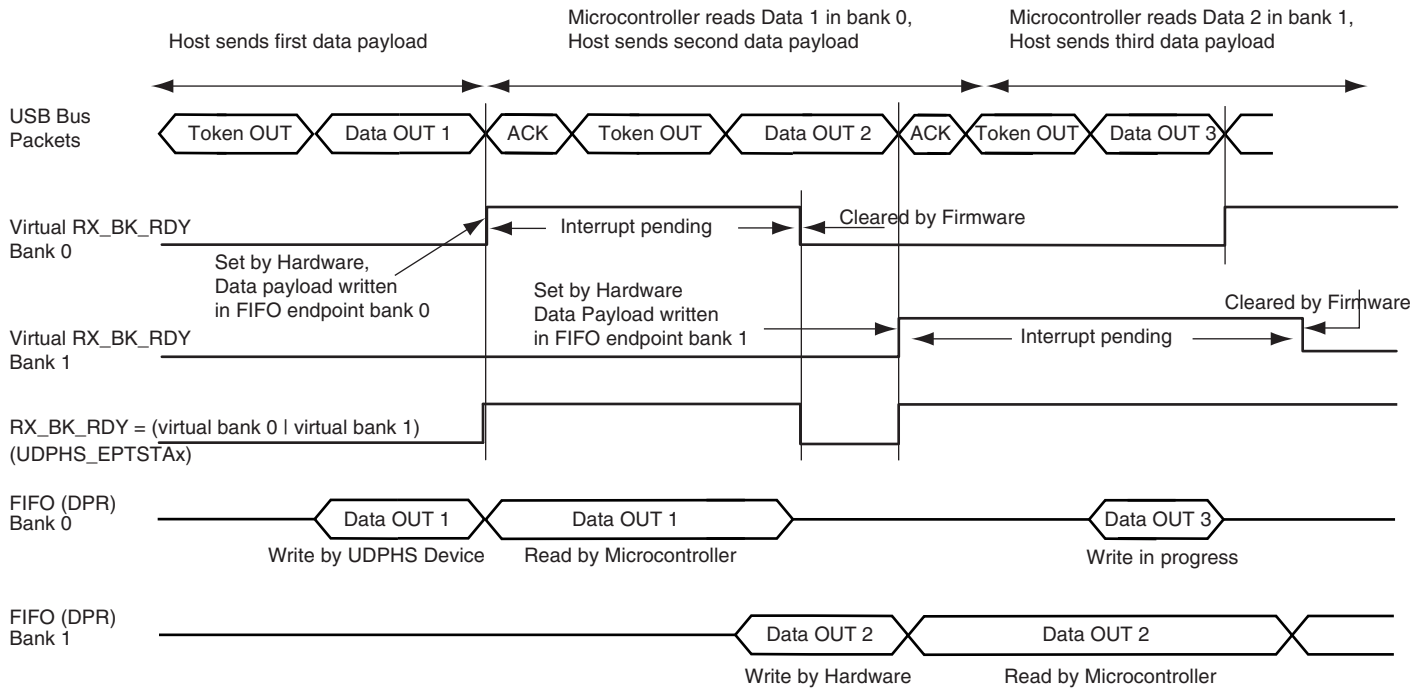 Host sends first data payload
Microcontroller reads Data 1 in bank 0,
Host sends second data payload
Microcontroller reads Data 2 in bank 1,
Host sends third data payload
USB Bus
Packets
Token OUT
Data OUT 1
ACK
Token OUT
Data OUT 2
ACK
Token OUT
Data OUT 3
Virtual RX_BK_RDY
Bank 0
Interrupt pending
Cleared by Firmware
Set by Hardware,
Data payload written
in FIFO endpoint bank 0
Set by Hardware
Data Payload written
in FIFO endpoint bank 1
Cleared by Firmware
Virtual RX_BK_RDY
Bank 1
Interrupt pending
RX_BK_RDY = (virtual bank 0 | virtual bank 1)
(UDPHS_EPTSTAx)
FIFO (DPR)
Bank 0
Data OUT 1
Data OUT 1
Data OUT 3
Write by UDPHS Device
Read by Microcontroller
Write in progress
FIFO (DPR)
Bank 1
Data OUT 2
Data OUT 2
Write by Hardware
Read by Microcontroller